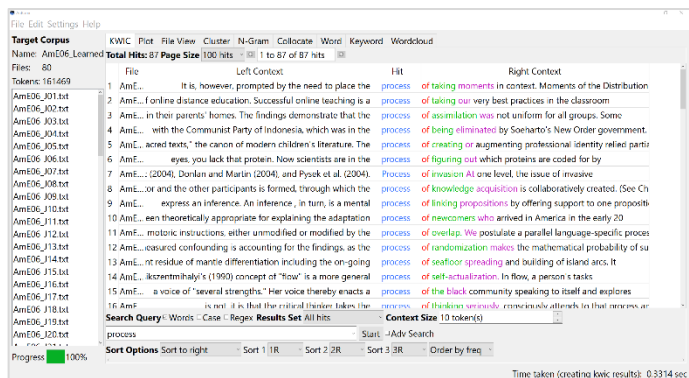 File Edit Settings Help
Target Corpus
Name: AmE06_Learned
Files: 80
Tokens: 161469
AmE06_J01.txt
AmE06_J02.txt
AmE06_J03.txt
AmE06_J04.txt
AmE06_J05.txt
AmE06_J06.txt
AmE06_J07.txt
AmE06_J08.txt
AmE06_J09.txt
AmE06_J10.txt
AmE06_J11.txt
AmE06_J12.txt
AmE06_J13.txt
AmE06_J14.txt
AmE06_J15.txt
AmE06_J16.txt
AmE06_J17.txt
AmE06_J18.txt
AmE06_J19.txt
AmE06_J20.txt
Progress 100%
KWIC Plot File View Cluster N-Gram Collocate Word Keyword Wordcloud
Total Hits: 87 Page Size 100 hits 1 to 87 of 87 hits
File Left Context Hit Right Context
1 AmE... It is, however, prompted by the need to place the process of taking moments in context. Moments of the Distribution
2 AmE... f online distance education. Successful online teaching is a process of taking our very best practices in the classroom
3 AmE... in their parents' homes. The findings demonstrate that the process of assimilation was not uniform for all groups. Some
4 AmE... with the Communist Party of Indonesia, which was in the process of being eliminated by Soeharto's New Order government.
5 AmE... acred texts," the canon of modern children's literature. The process of creating or augmenting professional identity relied partia
6 AmE... eyes, you lack that protein. Now scientists are in the process of figuring out which proteins are coded for by
7 AmE...: (2004), Donlan and Martin (2004), and Pysek et al. (2004). process of invasion At one level, the issue of invasive
8 AmE...:or and the other participants is formed, through which the process of knowledge acquisition is collaboratively created. (See Ch
9 AmE... express an inference. An inference , in turn, is a mental process of linking propositions by offering support to one propositi
10 AmE... een theoretically appropriate for explaining the adaptation process of newcomers who arrived in America in the early 20
11 AmE... motoric instructions, either unmodified or modified by the process of overlap. We postulate a parallel language-specific proces
12 AmE... easured confounding is accounting for the findings, as the process of randomization makes the mathematical probability of su
13 AmE... nt residue of mantle differentiation including the on-going process of seafloor spreading and building of island arcs. It
14 AmE... ikszentmihalyi's (1990) concept of "flow" is a more general process of self-actualization. In flow, a person's tasks
15 AmE... a voice of "several strengths." Her voice thereby enacts a process of the black community speaking to itself and explores
16 AmE... is not, it is that the critical thinker takes the process of thinking seriously, consciously attends to that process an
Search Query Words Case Regex Results Set All hits Context Size 10 token(s)
process Start Adv Search
Sort Options Sort to right Sort 1 1R Sort 2 2R Sort 3 3R Order by freq
Time taken (creating kwic results): 0.3314 sec